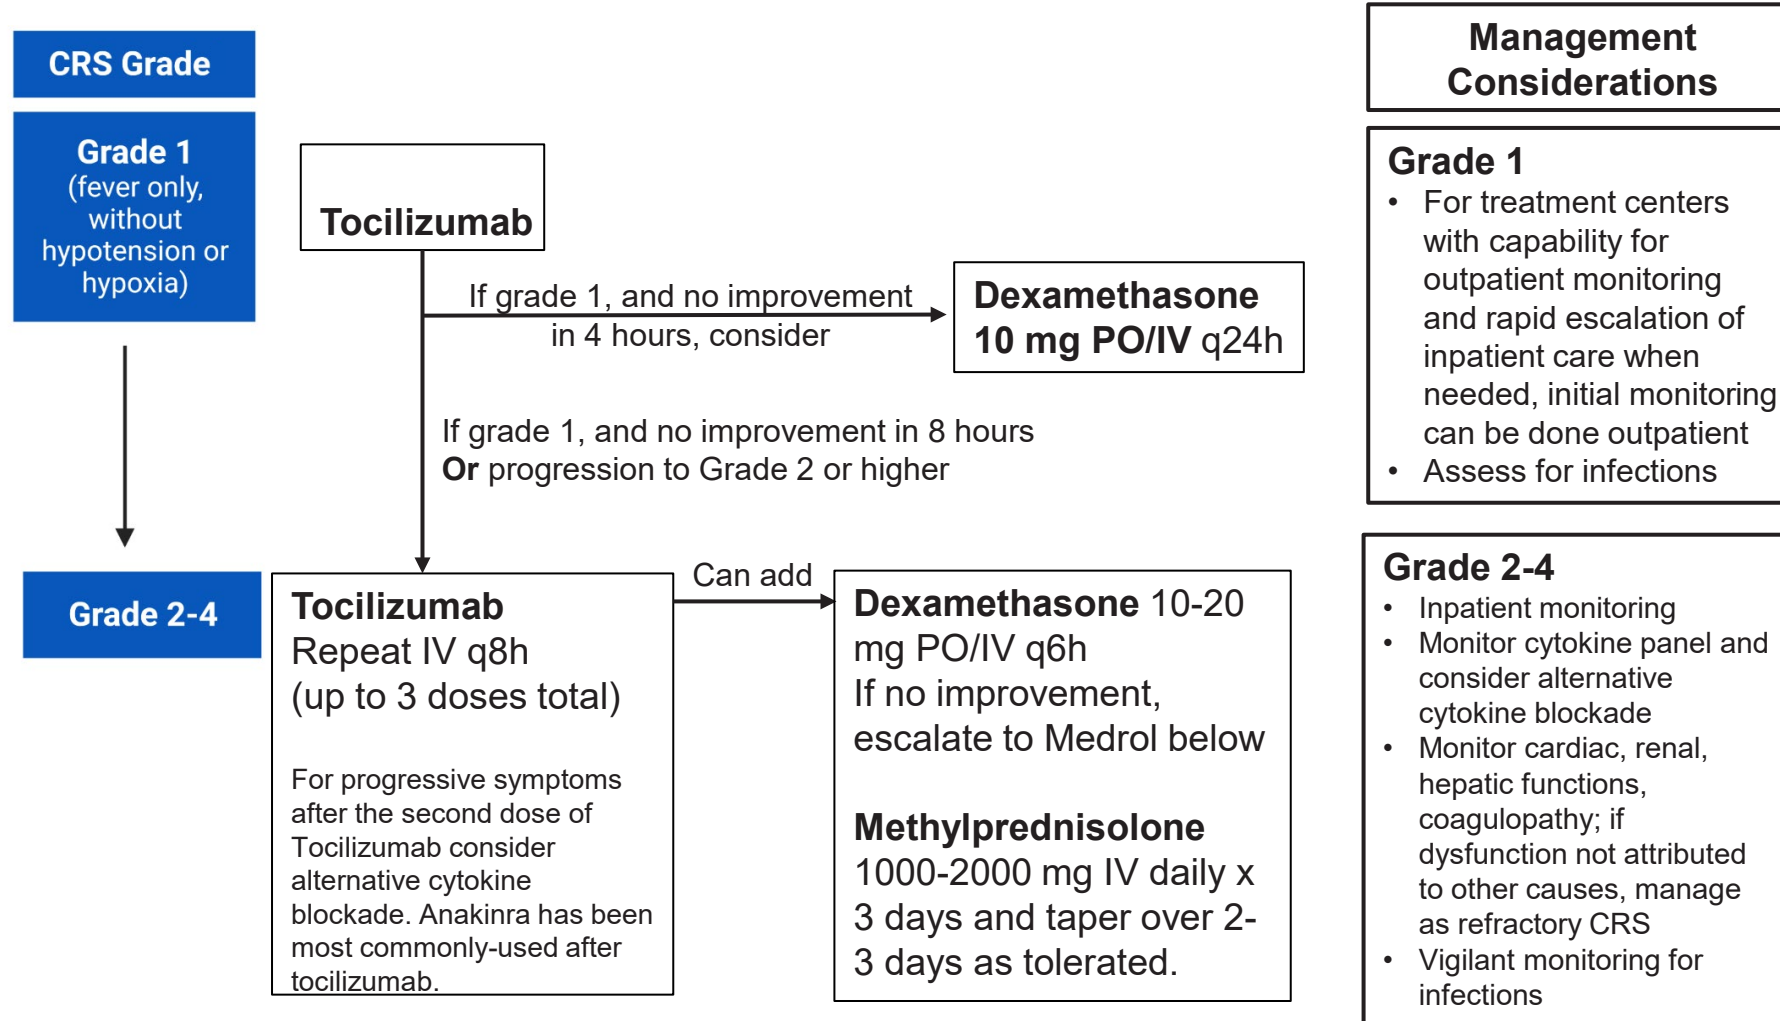 CRS Grade
Grade 1
(fever only,
without
hypotension or
hypoxia)
Grade 2-4
Tocilizumab
If grade 1, and no improvement
in 4 hours, consider
Dexamethasone
10 mg PO/IV q24h
If grade 1, and no improvement in 8 hours
Or progression to Grade 2 or higher
Tocilizumab
Repeat IV q8h
(up to 3 doses total)
For progressive symptoms
after the second dose of
Tocilizumab consider
alternative cytokine
blockade. Anakinra has been
most commonly-used after
tocilizumab.
Can add
Dexamethasone 10-20
mg PO/IV q6h
If no improvement,
escalate to Medrol below
Methylprednisolone
1000-2000 mg IV daily x
3 days and taper over 2-
3 days as tolerated.
Management
Considerations
Grade 1
• For treatment centers
with capability for
outpatient monitoring
and rapid escalation of
inpatient care when
needed, initial monitoring
can be done outpatient
• Assess for infections
Grade 2-4
• Inpatient monitoring
• Monitor cytokine panel and
consider alternative
cytokine blockade
• Monitor cardiac, renal,
hepatic functions,
coagulopathy; if
dysfunction not attributed
to other causes, manage
as refractory CRS
• Vigilant monitoring for
infections